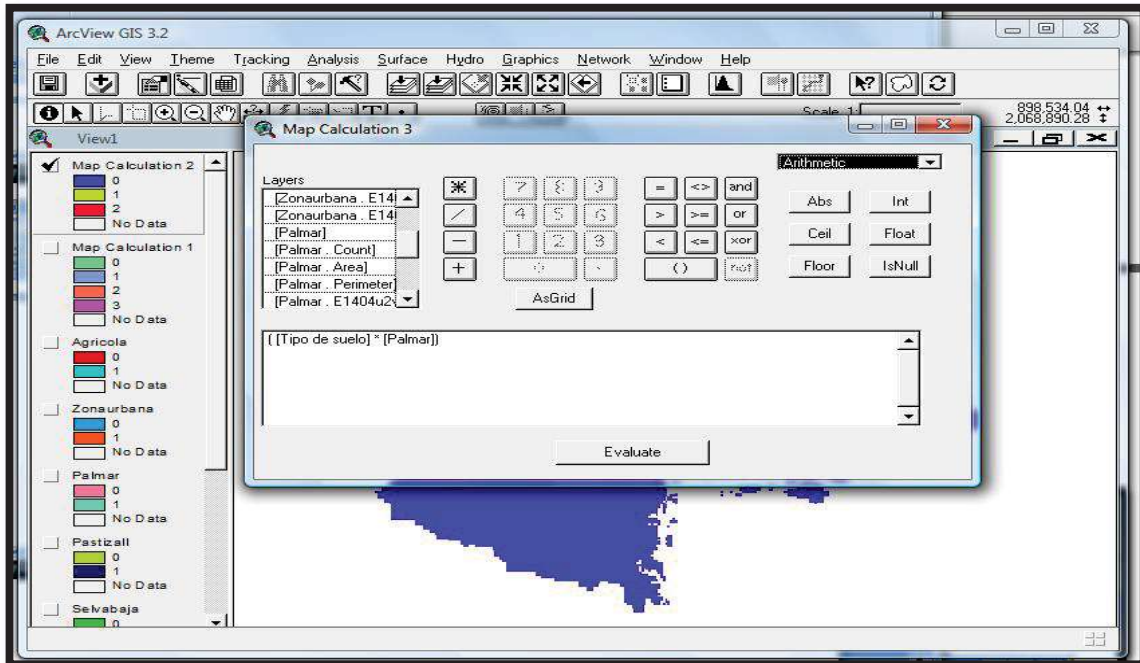 ArcView GIS 3.2
File Edit View Theme Tracking Analysis Surface Hydro Graphics Network Window Help
Scale 1:
898,534.04
2,068,890.28
View1
Map Calculation 2
0
1
2
No Data
Map Calculation 1
0
1
2
3
No Data
Agricola
0
1
No Data
Zonaurbana
0
1
No Data
Palmar
0
1
No Data
Pastizall
0
1
No Data
Selvabaja
0
Map Calculation 3
Layers
[Zonaurbana . E14
[Zonaurbana . E14
[Palmar]
[Palmar . Count]
[Palmar . Area]
[Palmar . Perimeter]
[Palmar . E1404u2v
7 8 9 = <> and
/ 4 5 6 > >= or
- 1 2 3 < <= xor
+ 0 . ( ) not
AsGrid
Arithmetic
Abs Int
Ceil Float
Floor IsNull
( [Tipo de suelo] * [Palmar])
Evaluate